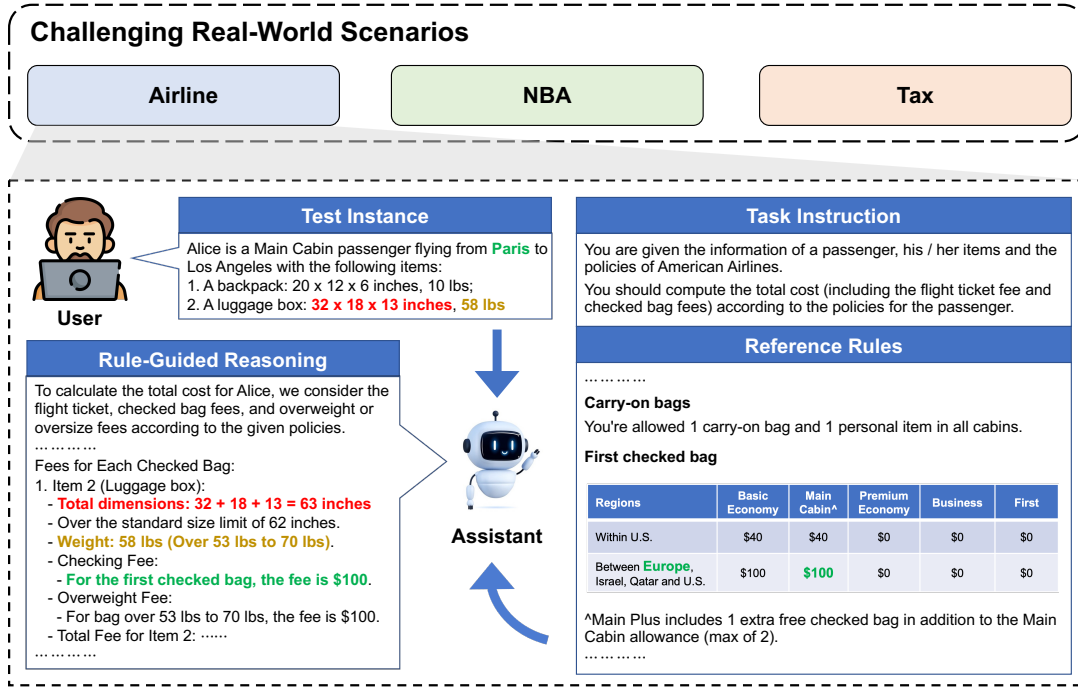 Challenging Real-World Scenarios
Airline
NBA
Tax
Test Instance
Alice is a Main Cabin passenger flying from Paris to
Los Angeles with the following items:
1. A backpack: 20 x 12 x 6 inches, 10 lbs;
2. A luggage box: 32 x 18 x 13 inches, 58 lbs
User
Rule-Guided Reasoning
To calculate the total cost for Alice, we consider the
flight ticket, checked bag fees, and overweight or
oversize fees according to the given policies.
…………
Fees for Each Checked Bag:
1. Item 2 (Luggage box):
- Total dimensions: 32 + 18 + 13 = 63 inches
- Over the standard size limit of 62 inches.
- Weight: 58 lbs (Over 53 lbs to 70 lbs).
- Checking Fee:
- For the first checked bag, the fee is $100.
- Overweight Fee:
- For bag over 53 lbs to 70 lbs, the fee is $100.
- Total Fee for Item 2: ……
…………
Assistant
Task Instruction
You are given the information of a passenger, his / her items and the
policies of American Airlines.
You should compute the total cost (including the flight ticket fee and
checked bag fees) according to the policies for the passenger.
Reference Rules
…………
Carry-on bags
You're allowed 1 carry-on bag and 1 personal item in all cabins.
First checked bag
Regions Basic Economy Main Cabin^ Premium Economy Business First
Within U.S. $40 $40 $0 $0 $0
Between Europe, Israel, Qatar and U.S. $100 $100 $0 $0 $0
^Main Plus includes 1 extra free checked bag in addition to the Main
Cabin allowance (max of 2).
…………